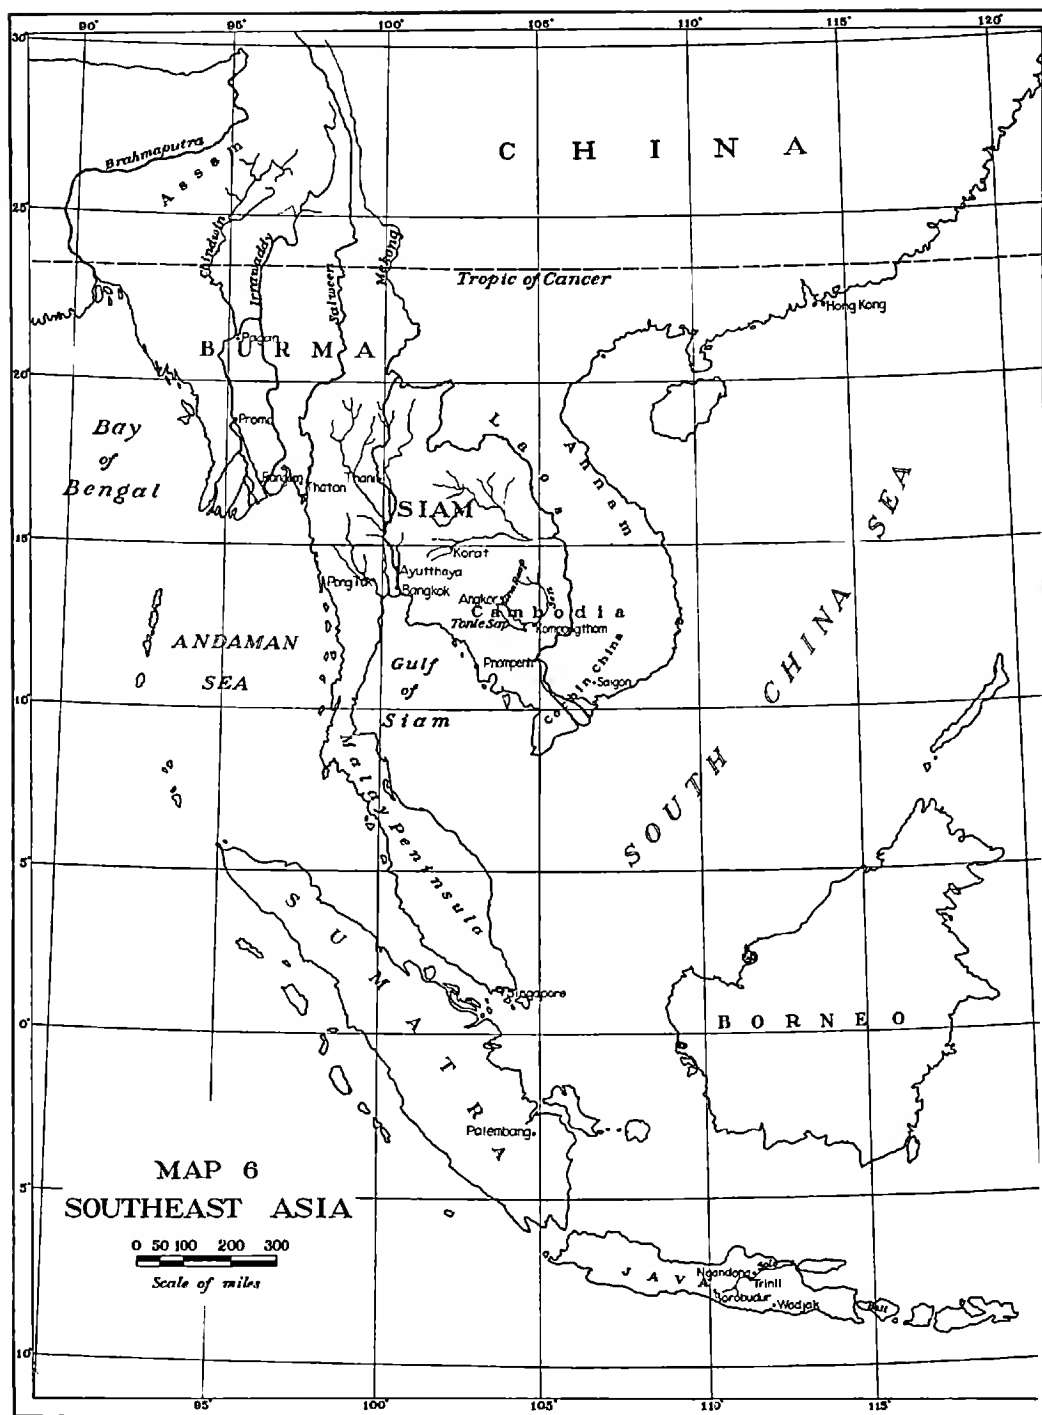 90° 95° 100° 105° 110° 115° 120°
30°
CHINA
Brahmaputra
Assam
25°
Chindwin
Irrawaddy
Salween
Mekong
Tropic of Cancer
Hong Kong
Pagan
BURMA
20°
Prome
Laos
Annam
Bay
of
Bengal
Thaton
Thani
SIAM
15°
Korat
Ayutthaya
Pong Tuk
Bangkok
Angkor
Cambodia
Tonle Sap
Kompongthom
ANDAMAN
SEA
Gulf
of
Siam
Pnompenh
Cochin China
Saigon
SOUTH CHINA SEA
10°
Malay Peninsula
5°
SUMATRA
Singapore
0°
BORNEO
Palembang
MAP 6
SOUTHEAST ASIA
5°
0 50 100 200 300
Scale of miles
JAVA
Ngandong
Solo
Trinil
Borobudur
Wadjak
Bali
10°
95° 100° 105° 110° 115°